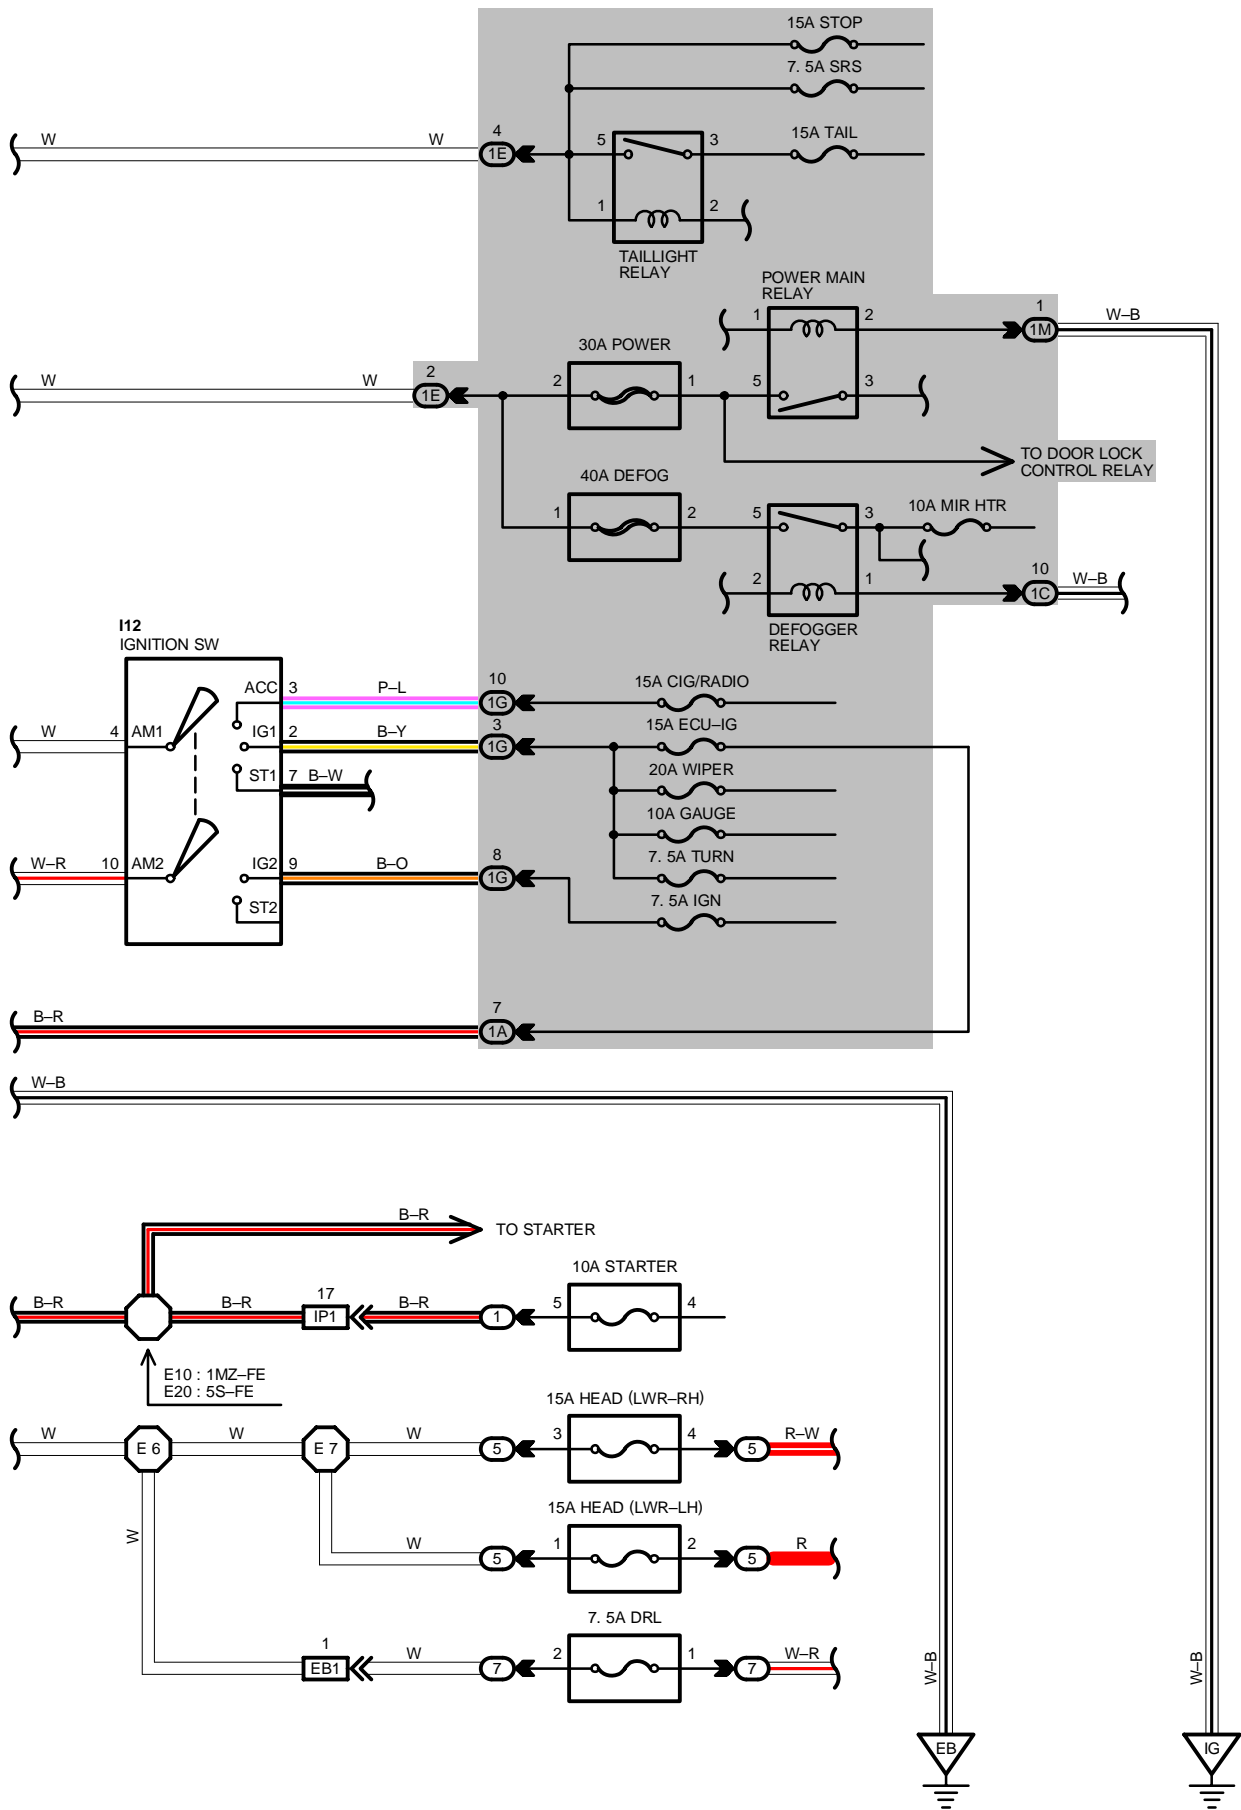 15A STOP
7. 5A SRS
W
W
4
1E
5
3
15A TAIL
1
2
TAILLIGHT
RELAY
POWER MAIN
RELAY
1
2
1
1M
W–B
30A POWER
W
W
2
1E
2
1
5
3
TO DOOR LOCK
CONTROL RELAY
40A DEFOG
1
2
5
3
10A MIR HTR
2
1
10
1C
W–B
DEFOGGER
RELAY
I12
IGNITION SW
ACC
3
P–L
10
1G
15A CIG/RADIO
W
4
AM1
IG1
2
B–Y
3
1G
15A ECU–IG
ST1
7
B–W
20A WIPER
10A GAUGE
W–R
10
AM2
IG2
9
B–O
8
1G
7. 5A TURN
ST2
7. 5A IGN
B–R
7
1A
W–B
B–R
TO STARTER
10A STARTER
B–R
B–R
17
IP1
B–R
1
5
4
E10 : 1MZ–FE
E20 : 5S–FE
15A HEAD (LWR–RH)
W
E 6
W
E 7
W
5
3
4
5
R–W
15A HEAD (LWR–LH)
W
W
5
1
2
5
R
7. 5A DRL
1
EB1
W
7
2
1
7
W–R
W–B
W–B
EB
IG